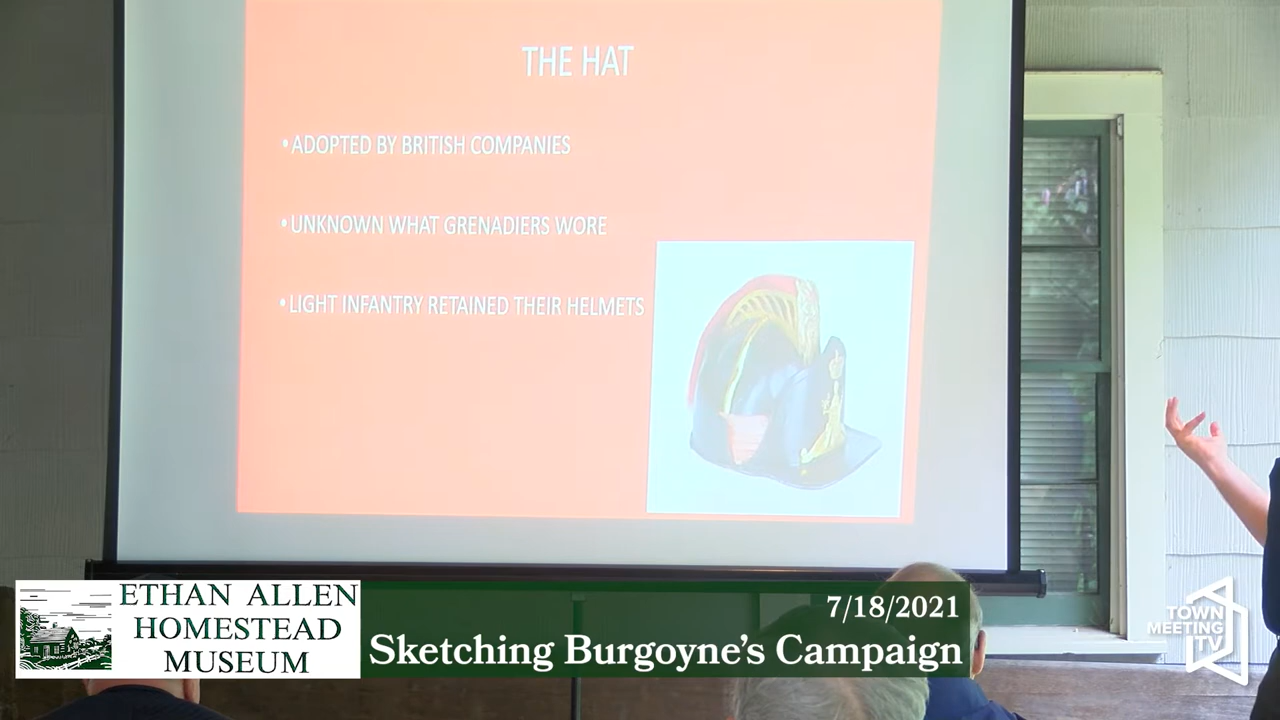 THE HAT
• ADOPTED BY BRITISH COMPANIES
• UNKNOWN WHAT GRENADIERS WORE
• LIGHT INFANTRY RETAINED THEIR HELMETS
ETHAN ALLEN
HOMESTEAD
MUSEUM
7/18/2021
Sketching Burgoyne's Campaign
TOWN
MEETING
TV